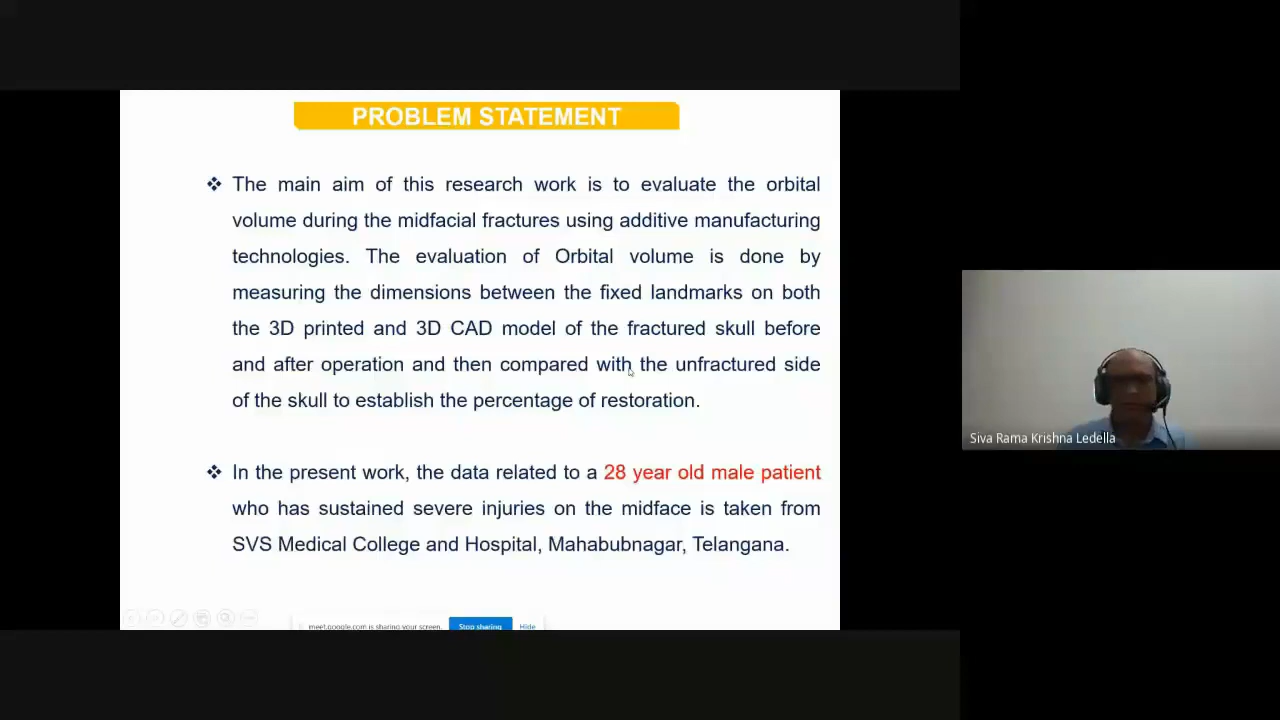 PROBLEM STATEMENT
❖ The main aim of this research work is to evaluate the orbital
volume during the midfacial fractures using additive manufacturing
technologies. The evaluation of Orbital volume is done by
measuring the dimensions between the fixed landmarks on both
the 3D printed and 3D CAD model of the fractured skull before
and after operation and then compared with the unfractured side
of the skull to establish the percentage of restoration.
❖ In the present work, the data related to a 28 year old male patient
who has sustained severe injuries on the midface is taken from
SVS Medical College and Hospital, Mahabubnagar, Telangana.
meet.google.com is sharing your screen. Stop sharing Hide
Siva Rama Krishna Ledella